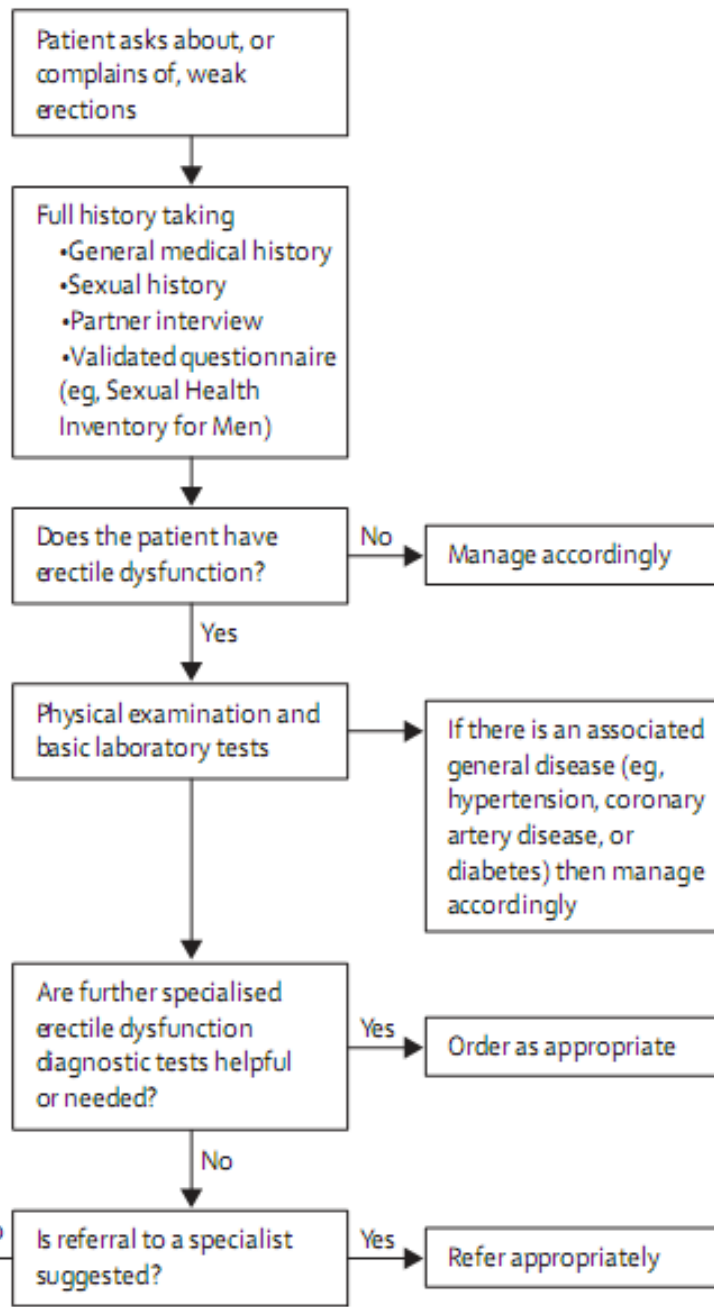 Patient asks about, or
complains of, weak
erections
Full history taking
•General medical history
•Sexual history
•Partner interview
•Validated questionnaire
(eg, Sexual Health
Inventory for Men)
Does the patient have
erectile dysfunction?
No
Manage accordingly
Yes
Physical examination and
basic laboratory tests
If there is an associated
general disease (eg,
hypertension, coronary
artery disease, or
diabetes) then manage
accordingly
Are further specialised
erectile dysfunction
diagnostic tests helpful
or needed?
Yes
Order as appropriate
No
Is referral to a specialist
suggested?
Yes
Refer appropriately